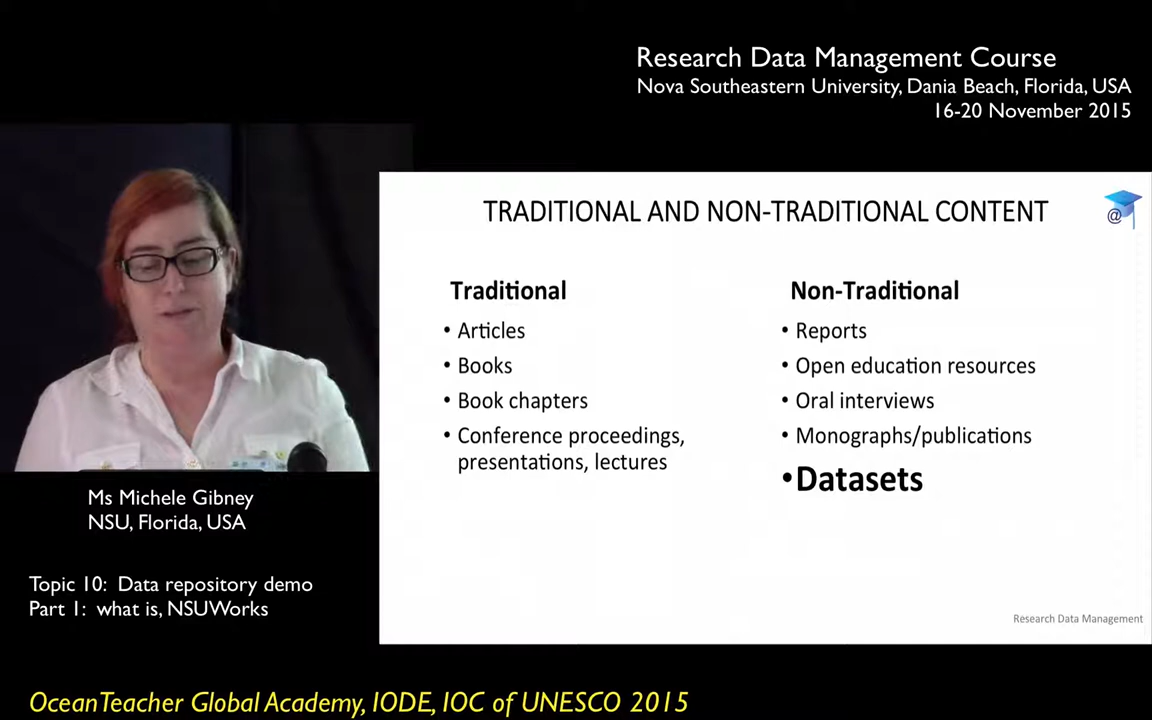 Research Data Management Course
Nova Southeastern University, Dania Beach, Florida, USA
16-20 November 2015
TRADITIONAL AND NON-TRADITIONAL CONTENT
@
Traditional
• Articles
• Books
• Book chapters
• Conference proceedings,
presentations, lectures
Non-Traditional
• Reports
• Open education resources
• Oral interviews
• Monographs/publications
•Datasets
Research Data Management
Ms Michele Gibney
NSU, Florida, USA
Topic 10: Data repository demo
Part 1: what is, NSUWorks
OceanTeacher Global Academy, IODE, IOC of UNESCO 2015